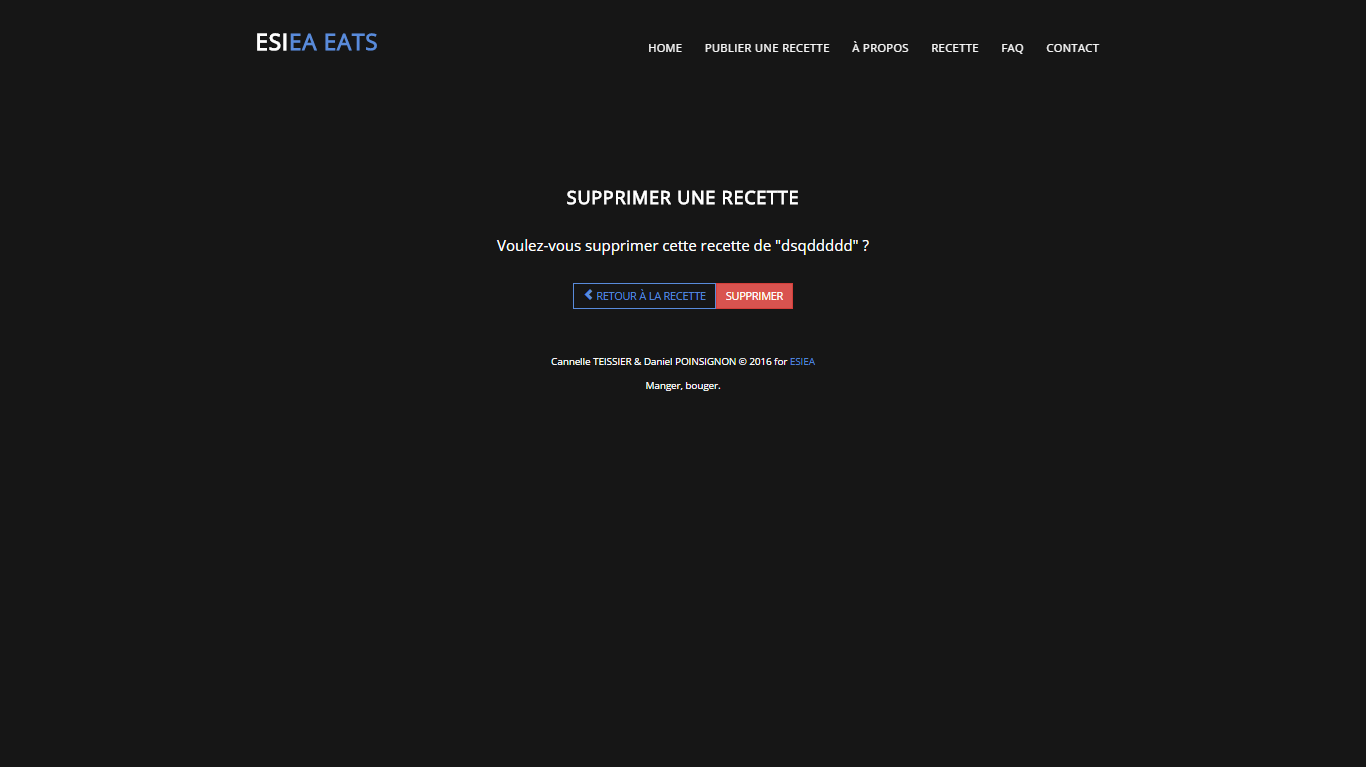 ESIEA EATS
HOME PUBLIER UNE RECETTE À PROPOS RECETTE FAQ CONTACT
SUPPRIMER UNE RECETTE
Voulez-vous supprimer cette recette de "dsqddddd" ?
RETOUR À LA RECETTE SUPPRIMER
Cannelle TEISSIER & Daniel POINSIGNON © 2016 for ESIEA
Manger, bouger.